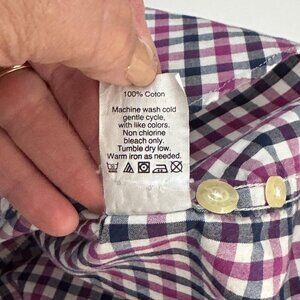 100% Coton
Machine wash cold
gentle cycle,
with like colors.
Non chlorine
bleach only.
Tumble dry low.
Warm iron as needed.